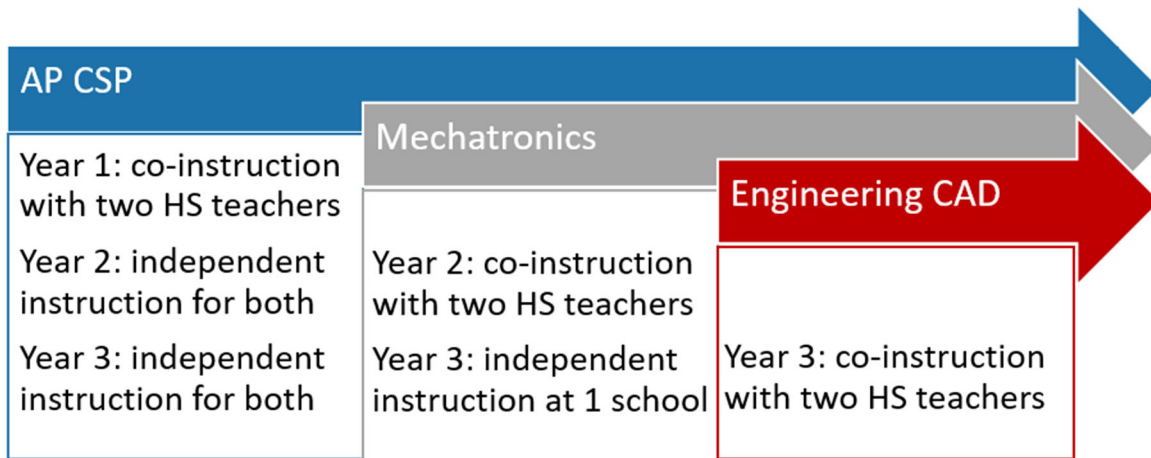 AP CSP
Year 1: co-instruction
with two HS teachers
Year 2: independent
instruction for both
Year 3: independent
instruction for both
Mechatronics
Year 2: co-instruction
with two HS teachers
Year 3: independent
instruction at 1 school
Engineering CAD
Year 3: co-instruction
with two HS teachers